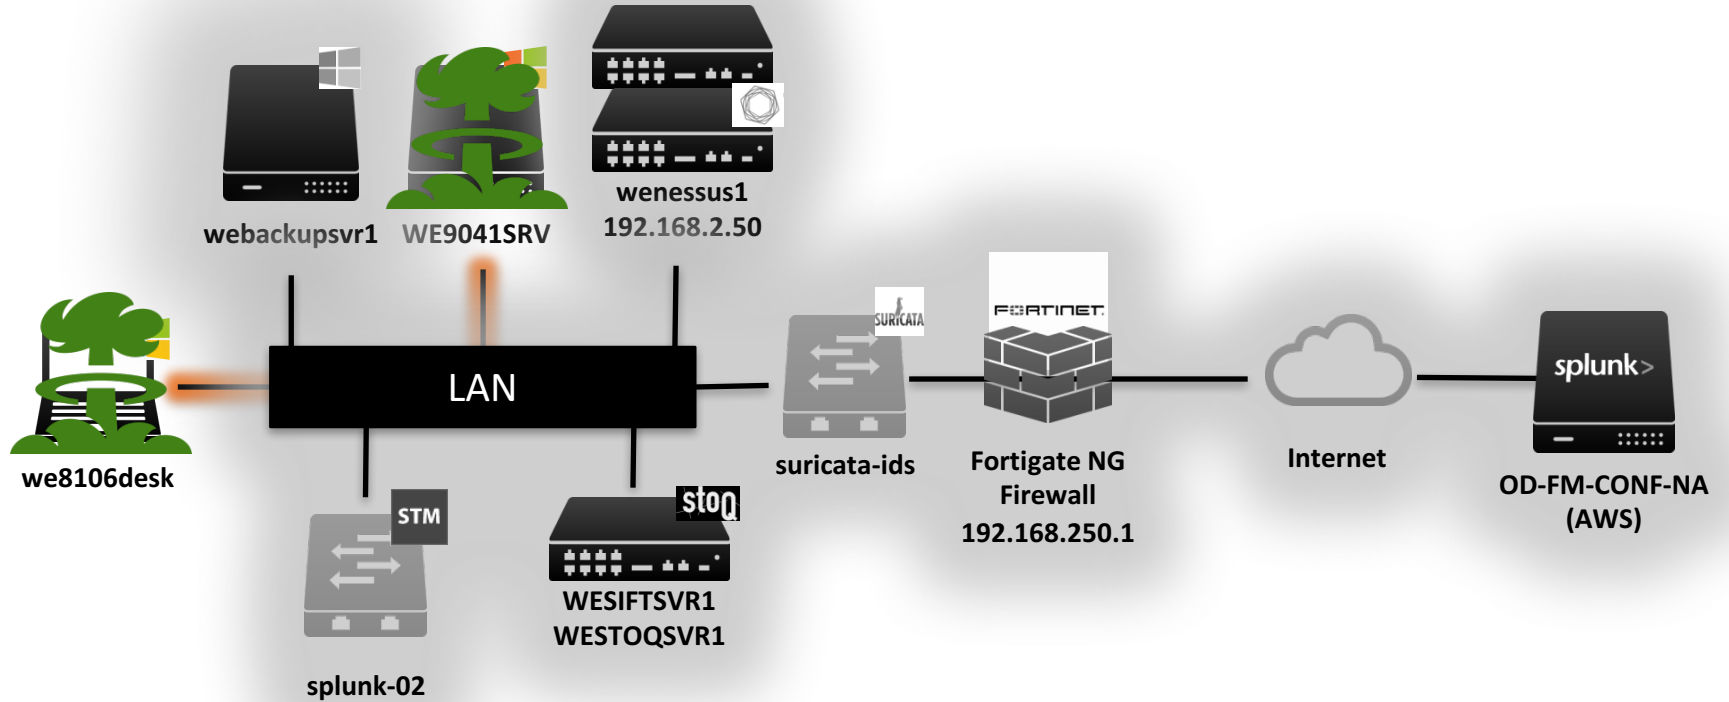 webackupsvr1
WE9041SRV
wenessus1
192.168.2.50
we8106desk
LAN
SURICATA
suricata-ids
FORTINET
Fortigate NG
Firewall
192.168.250.1
Internet
splunk>
OD-FM-CONF-NA
(AWS)
STM
splunk-02
stoQ
WESIFTSVR1
WESTOQSVR1